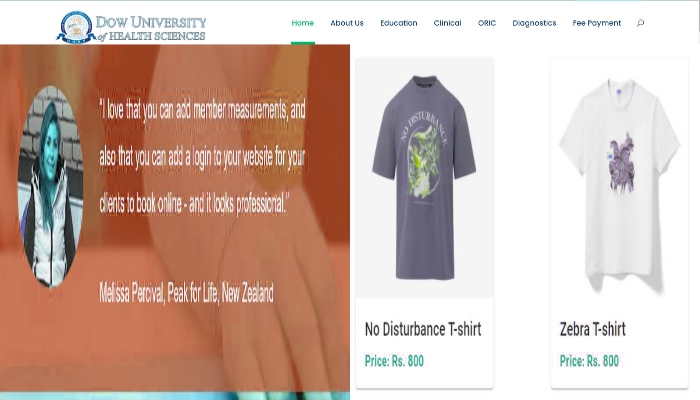 DOW UNIVERSITY
of HEALTH SCIENCES
Home About Us Education Clinical ORIC Diagnostics Fee Payment
"I love that you can add member measurements, and
also that you can add a login to your website for your
clients to book online - and it looks professional."
Melissa Percival, Peak for Life, New Zealand
NO DISTURBANCE
No Disturbance T-shirt
Price: Rs. 800
Zebra T-shirt
Price: Rs. 800